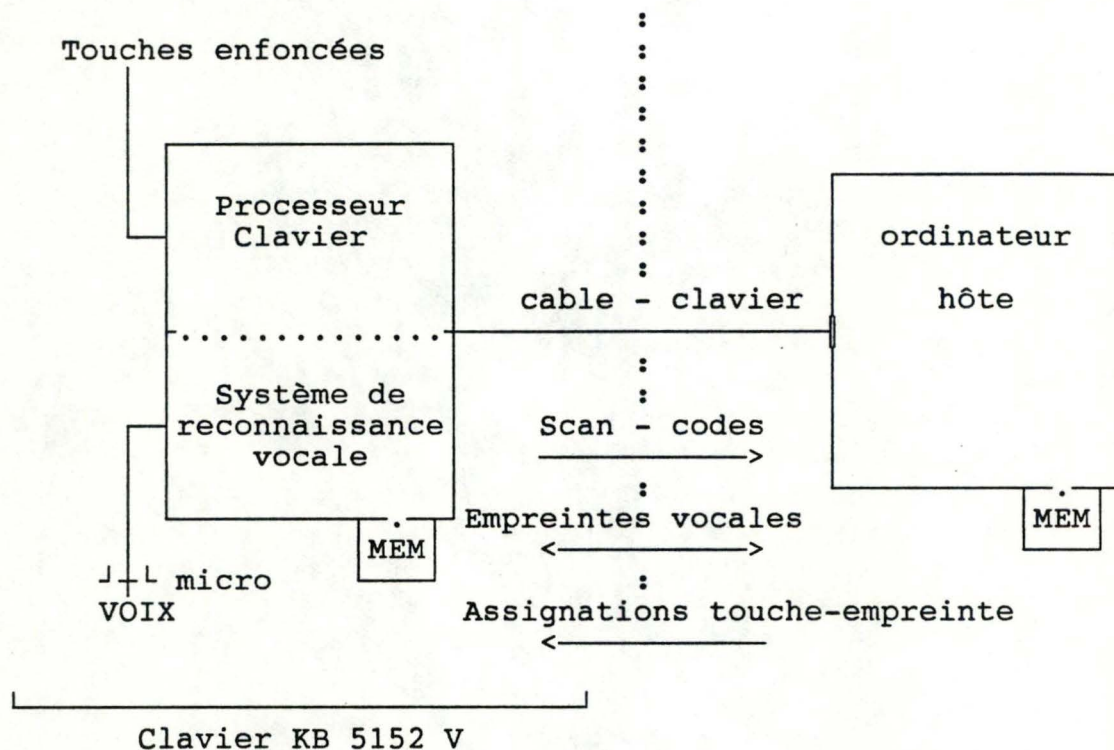 Touches enfoncées
Processeur
Clavier
ordinateur
hôte
cable - clavier
Système de
reconnaissance
vocale
Scan - codes
Empreintes vocales
MEM
MEM
micro
VOIX
Assignations touche-empreinte
Clavier KB 5152 V